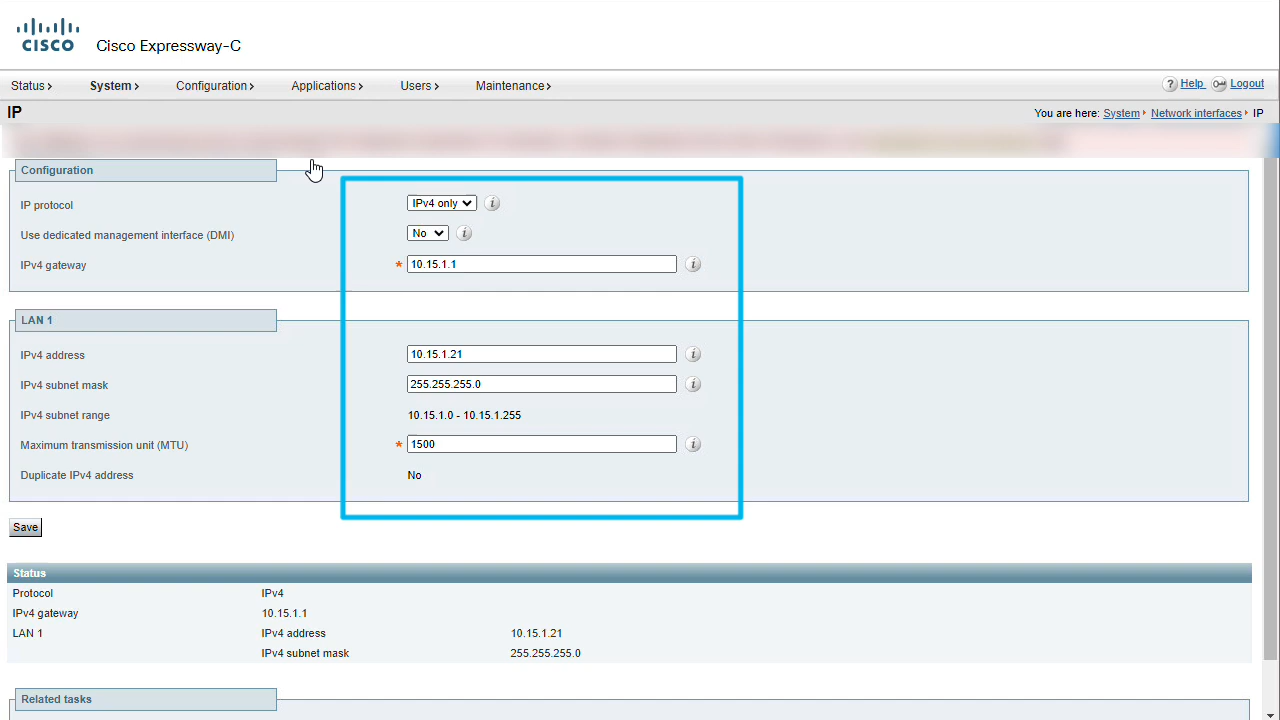 CISCO Cisco Expressway-C
Status System Configuration Applications Users Maintenance ? Help Logout
IP You are here: System Network interfaces IP
Configuration
IP protocol IPv4 only i
Use dedicated management interface (DMI) No i
IPv4 gateway * 10.15.1.1 i
LAN 1
IPv4 address 10.15.1.21 i
IPv4 subnet mask 255.255.255.0 i
IPv4 subnet range 10.15.1.0 - 10.15.1.255
Maximum transmission unit (MTU) * 1500 i
Duplicate IPv4 address No
Save
Status
Protocol IPv4
IPv4 gateway 10.15.1.1
LAN 1 IPv4 address 10.15.1.21
IPv4 subnet mask 255.255.255.0
Related tasks